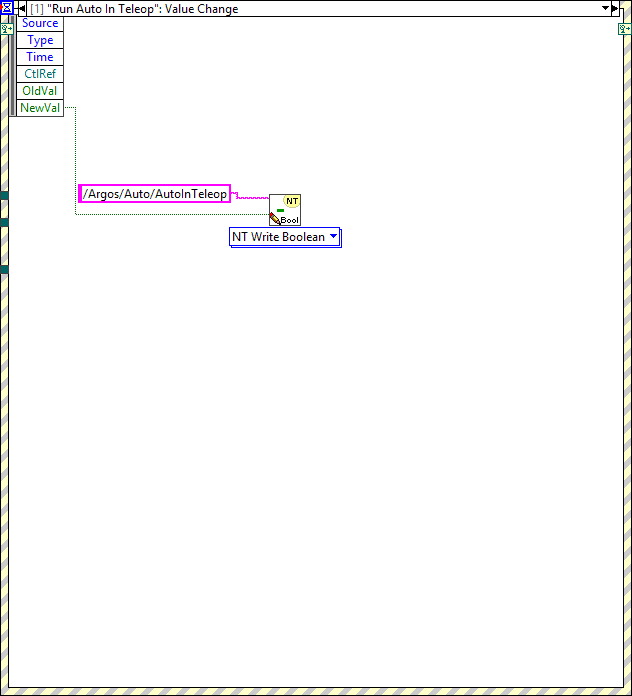 [1] "Run Auto In Teleop": Value Change
Source
Type
Time
CtlRef
OldVal
NewVal
/Argos/Auto/AutoInTeleop
NT
Bool
NT Write Boolean